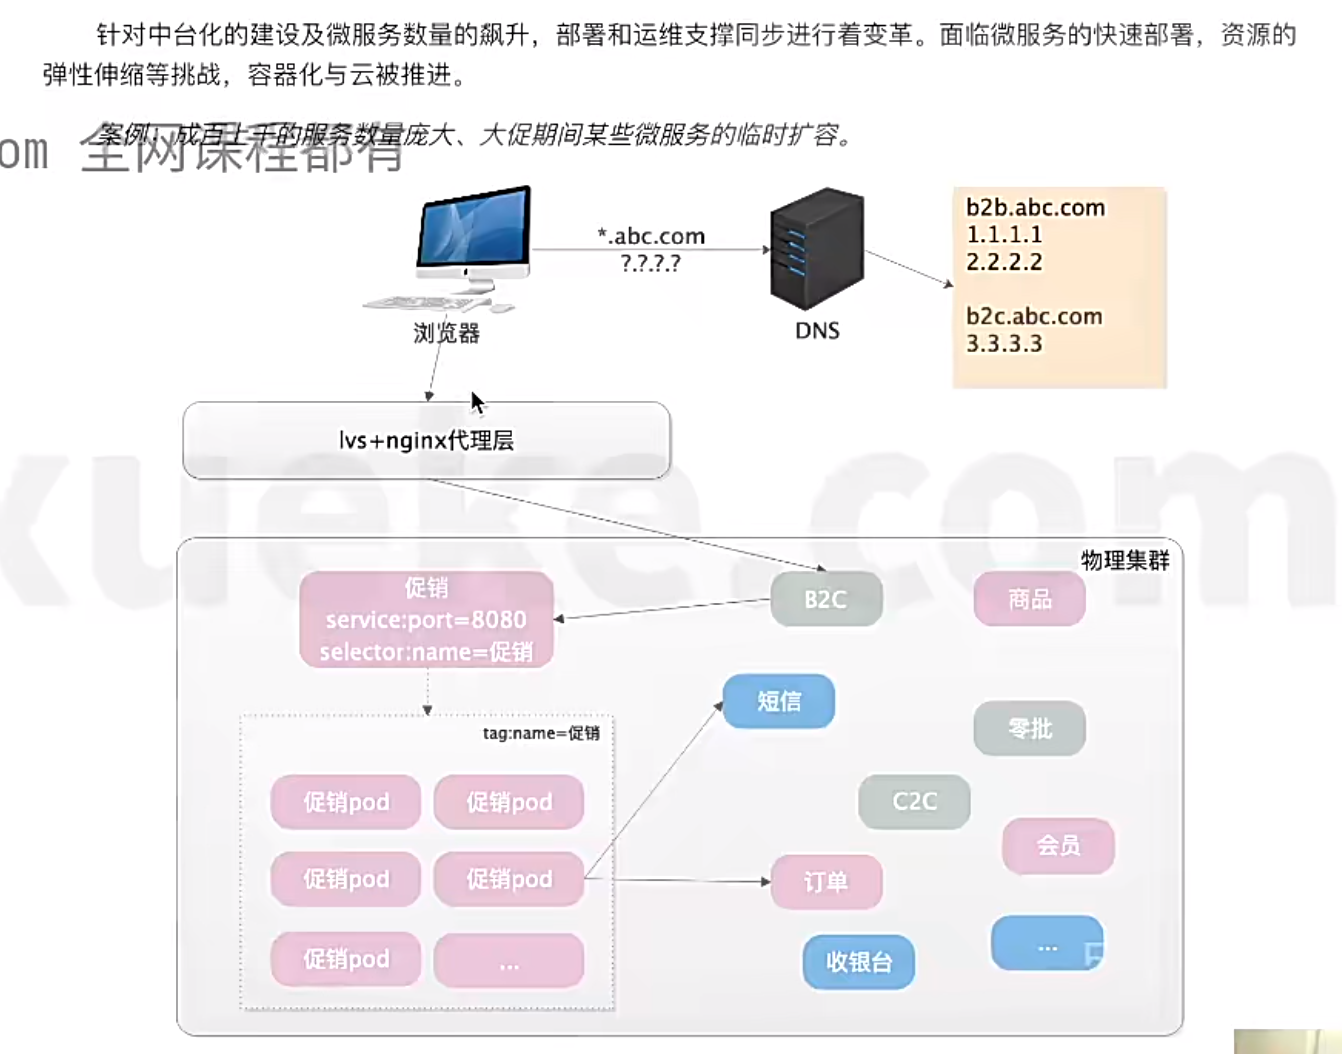 针对中台化的建设及微服务数量的飙升，部署和运维支撑同步进行着变革。面临微服务的快速部署，资源的
弹性伸缩等挑战，容器化与云被推进。
案例：成百上千的服务数量庞大、大促期间某些微服务的临时扩容。
om 全网课程都有
*.abc.com
?.?.?.?
浏览器
DNS
b2b.abc.com
1.1.1.1
2.2.2.2
b2c.abc.com
3.3.3.3
lvs+nginx代理层
xueke.com
物理集群
促销
service:port=8080
selector:name=促销
B2C
商品
短信
零批
tag:name=促销
促销pod
促销pod
C2C
会员
促销pod
促销pod
订单
促销pod
...
收银台
...